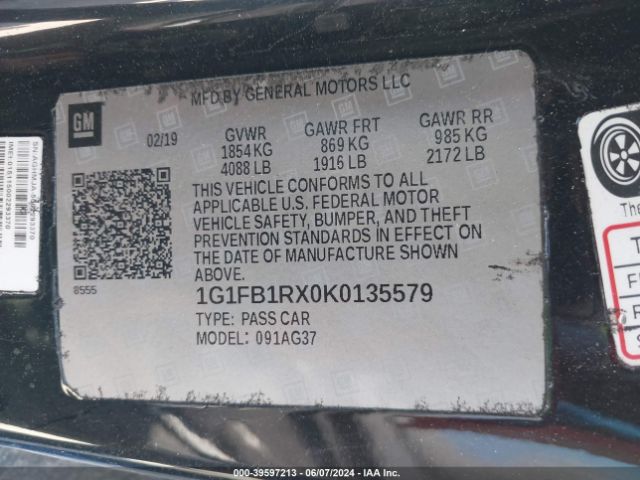 MFD BY GENERAL MOTORS LLC
GM
02/19
GVWR
1854 KG
4088 LB
GAWR FRT
869 KG
1916 LB
GAWR RR
985 KG
2172 LB
THIS VEHICLE CONFORMS TO ALL
APPLICABLE U.S. FEDERAL MOTOR
VEHICLE SAFETY, BUMPER, AND THEFT
PREVENTION STANDARDS IN EFFECT ON
THE DATE OF MANUFACTURE SHOWN
ABOVE.
8555
1G1FB1RX0K0135579
TYPE: PASS CAR
MODEL: 091AG37
The
000-39597213 - 06/07/2024 - IAA Inc.